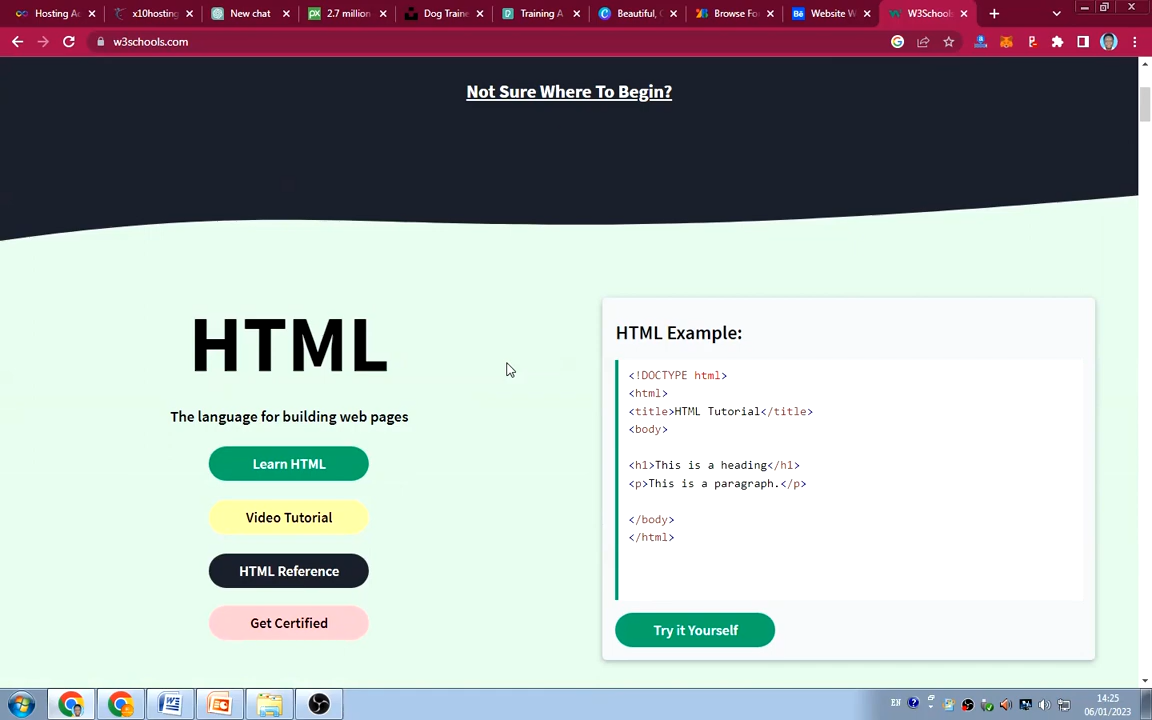 Hosting Ac
x10hosting
New chat
2.7 million
Dog Traine
Training A
Beautiful, C
Browse Fo
Website W
W3Schools
w3schools.com
Not Sure Where To Begin?
HTML
The language for building web pages
Learn HTML
Video Tutorial
HTML Reference
Get Certified
HTML Example:
<!DOCTYPE html>
<html>
<title>HTML Tutorial</title>
<body>
<h1>This is a heading</h1>
<p>This is a paragraph.</p>
</body>
</html>
Try it Yourself
EN
14:25
06/01/2023